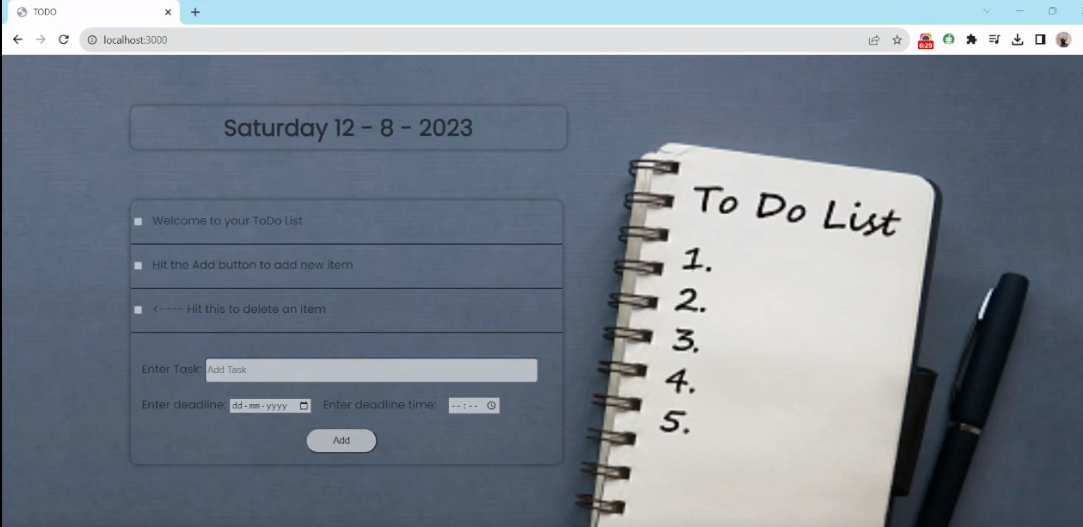 TODO
localhost:3000
0:29
Saturday 12 - 8 - 2023
Welcome to your ToDo List
Hit the Add button to add new item
<---- Hit this to delete an item
Enter Task: Add Task
Enter deadline: dd-mm-yyyy Enter deadline time: --:--
Add
To Do List
1.
2.
3.
4.
5.